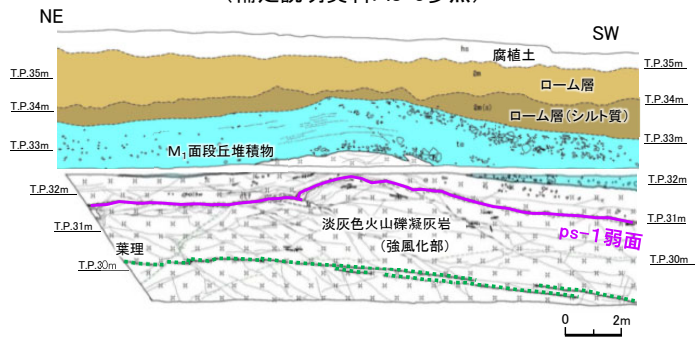 NE
SW
腐植土
T.P.35m
T.P.35m
ローム層
T.P.34m
T.P.34m
ローム層(シルト質)
T.P.33m
T.P.33m
M₁面段丘堆積物
T.P.32m
T.P.32m
T.P.31m
T.P.31m
淡灰色火山礫凝灰岩
(強風化部)
ps-1弱面
葉理
T.P.30m
T.P.30m
0 2m